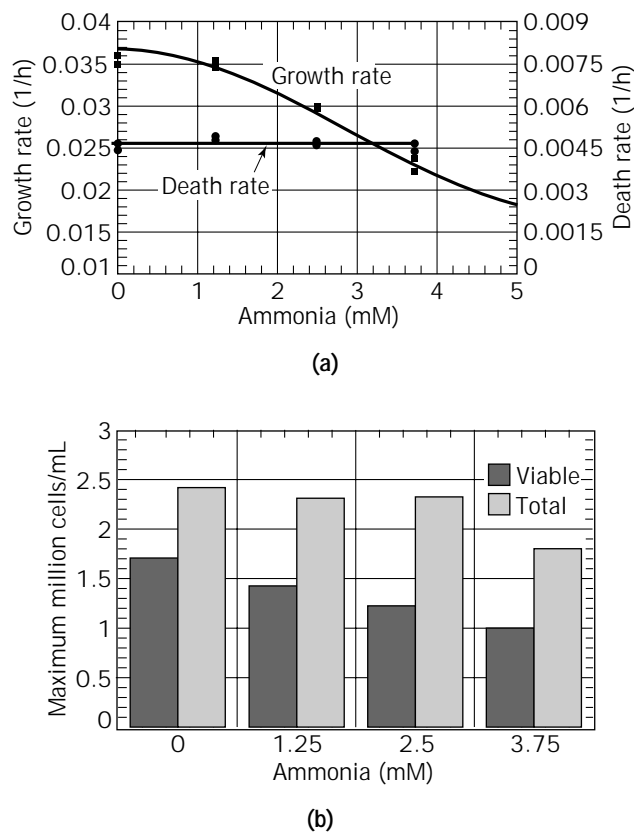 0.04
0.035
0.03
0.025
0.02
0.015
0.01
Growth rate (1/h)
0.009
0.0075
0.006
0.0045
0.003
0.0015
0
Death rate (1/h)
Growth rate
Death rate
0 1 2 3 4 5
Ammonia (mM)
(a)
3
2.5
2
1.5
1
0.5
0
Maximum million cells/mL
Viable
Total
0 1.25 2.5 3.75
Ammonia (mM)
(b)